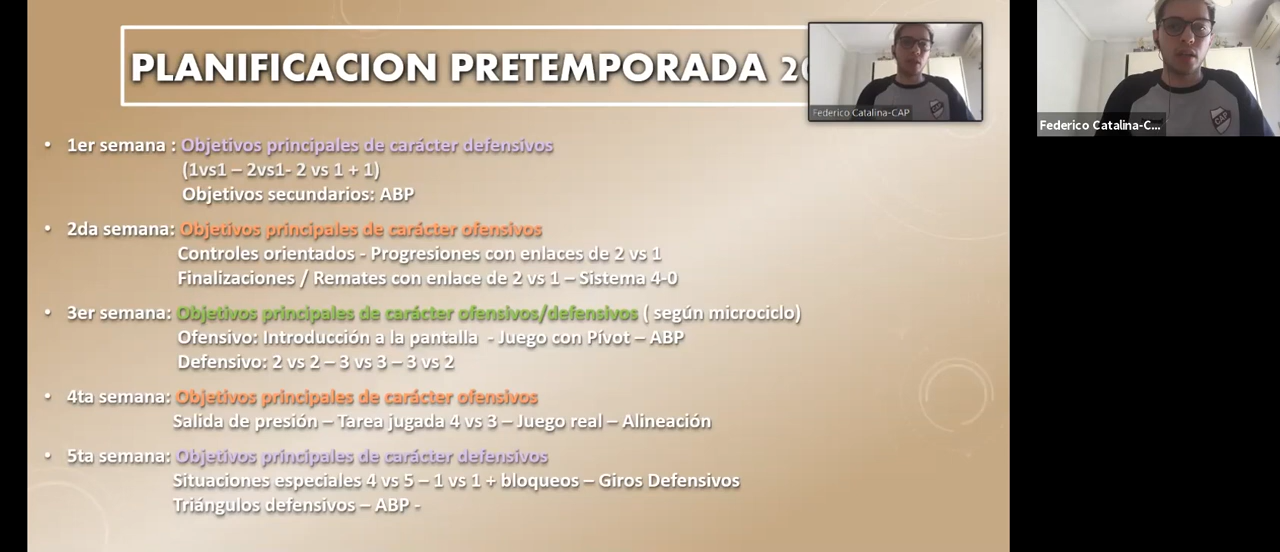 PLANIFICACION PRETEMPORADA
Federico Catalina-CAP
Federico Catalina-C...
CAP
CAP
• 1er semana : Objetivos principales de carácter defensivos
(1vs1 – 2vs1- 2 vs 1 + 1)
Objetivos secundarios: ABP
• 2da semana: Objetivos principales de carácter ofensivos
Controles orientados - Progresiones con enlaces de 2 vs 1
Finalizaciones / Remates con enlace de 2 vs 1 – Sistema 4-0
• 3er semana: Objetivos principales de carácter ofensivos/defensivos ( según microciclo)
Ofensivo: Introducción a la pantalla - Juego con Pívot – ABP
Defensivo: 2 vs 2 – 3 vs 3 – 3 vs 2
• 4ta semana: Objetivos principales de carácter ofensivos
Salida de presión – Tarea jugada 4 vs 3 – Juego real – Alineación
• 5ta semana: Objetivos principales de carácter defensivos
Situaciones especiales 4 vs 5 – 1 vs 1 + bloqueos – Giros Defensivos
Triángulos defensivos – ABP -